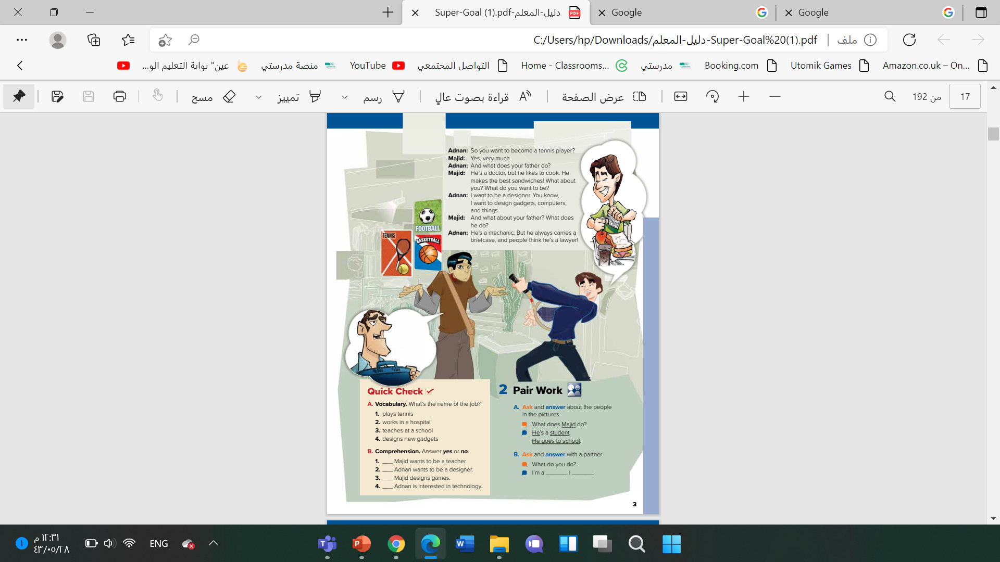 دليل-المعلم-Super-Goal (1).pdf
Google
Google
C:/Users/hp/Downloads/دليل-المعلم-Super-Goal%20(1).pdf
ملف
Amazon.co.uk – On...
Utomik Games
Booking.com
مدرستي
Home - Classrooms...
التواصل المجتمعي
YouTube
منصة مدرستي
عين" بوابة التعليم الو...
17
من 192
عرض الصفحة
قراءة بصوت عالٍ
رسم
تمييز
مسح
Adnan: So you want to become a tennis player?
Majid: Yes, very much.
Adnan: And what does your father do?
Majid: He's a doctor, but he likes to cook. He
makes the best sandwiches! What about
you? What do you want to be?
Adnan: I want to be a designer. You know,
I want to design gadgets, computers,
and things.
Majid: And what about your father? What does
he do?
Adnan: He's a mechanic. But he always carries a
briefcase, and people think he's a lawyer!
FOOTBALL
TENNIS
BASKETBALL
Quick Check
A. Vocabulary. What's the name of the job?
1. plays tennis
2. works in a hospital
3. teaches at a school
4. designs new gadgets
B. Comprehension. Answer yes or no.
1. ___ Majid wants to be a teacher.
2. ___ Adnan wants to be a designer.
3. ___ Majid designs games.
4. ___ Adnan is interested in technology.
2 Pair Work
A. Ask and answer about the people
in the pictures.
What does Majid do?
He's a student.
He goes to school.
B. Ask and answer with a partner.
What do you do?
I'm a ______. I ______.
3
ENG
١٢:٣١ م
٤٣/٠٥/٢٨
١